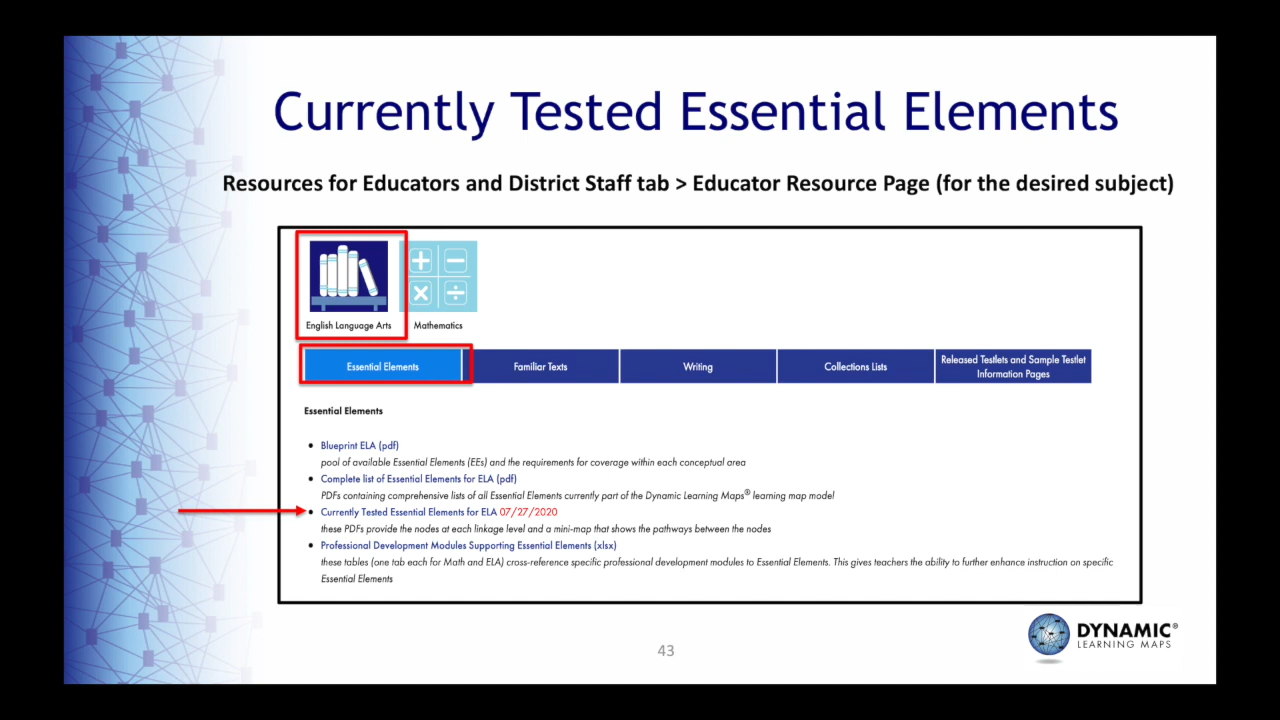 Currently Tested Essential Elements
Resources for Educators and District Staff tab > Educator Resource Page (for the desired subject)
English Language Arts
Mathematics
Essential Elements
Familiar Texts
Writing
Collections Lists
Released Testlets and Sample Testlet
Information Pages
Essential Elements
• Blueprint ELA (pdf)
pool of available Essential Elements (EEs) and the requirements for coverage within each conceptual area
• Complete list of Essential Elements for ELA (pdf)
PDFs containing comprehensive lists of all Essential Elements currently part of the Dynamic Learning Maps® learning map model
• Currently Tested Essential Elements for ELA 07/27/2020
these PDFs provide the nodes at each linkage level and a mini-map that shows the pathways between the nodes
• Professional Development Modules Supporting Essential Elements (xlsx)
these tables (one tab each for Math and ELA) cross-reference specific professional development modules to Essential Elements. This gives teachers the ability to further enhance instruction on specific
Essential Elements
43
DYNAMIC®
LEARNING MAPS